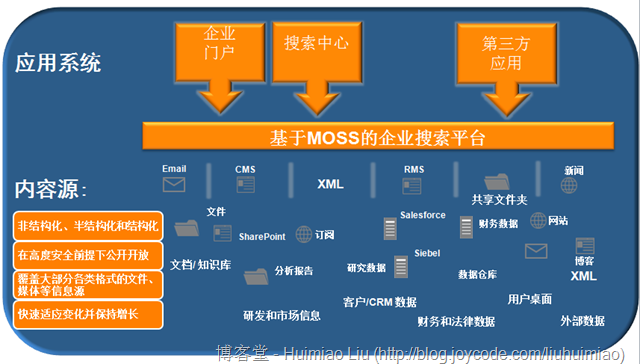 企业
门户
搜索中心
第三方
应用
应用系统
基于MOSS的企业搜索平台
内容源:
Email
CMS
XML
RMS
共享文件夹
新闻
非结构化、半结构化和结构化
在高度安全前提下公开开放
覆盖大部分各类格式的文件、
媒体等信息源
快速适应变化并保持增长
文件
SharePoint
订阅
Salesforce
财务数据
网站
文档/知识库
分析报告
研究数据
Siebel
数据仓库
博客
XML
研发和市场信息
客户/CRM 数据
用户桌面
财务和法律数据
外部数据
博客堂 - Huimiao Liu (http://blog.joycode.com/liuhuimiao)